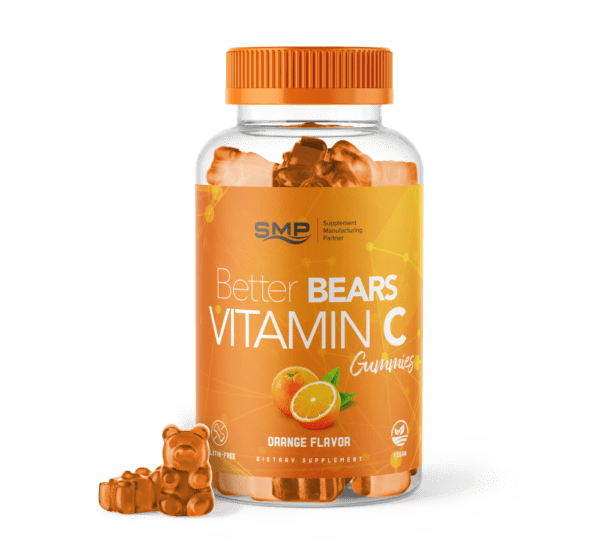 SMP
Supplement
Manufacturing
Partner
Better BEARS
VITAMIN C
Gummies
ORANGE FLAVOR
DIETARY SUPPLEMENT
VEGAN